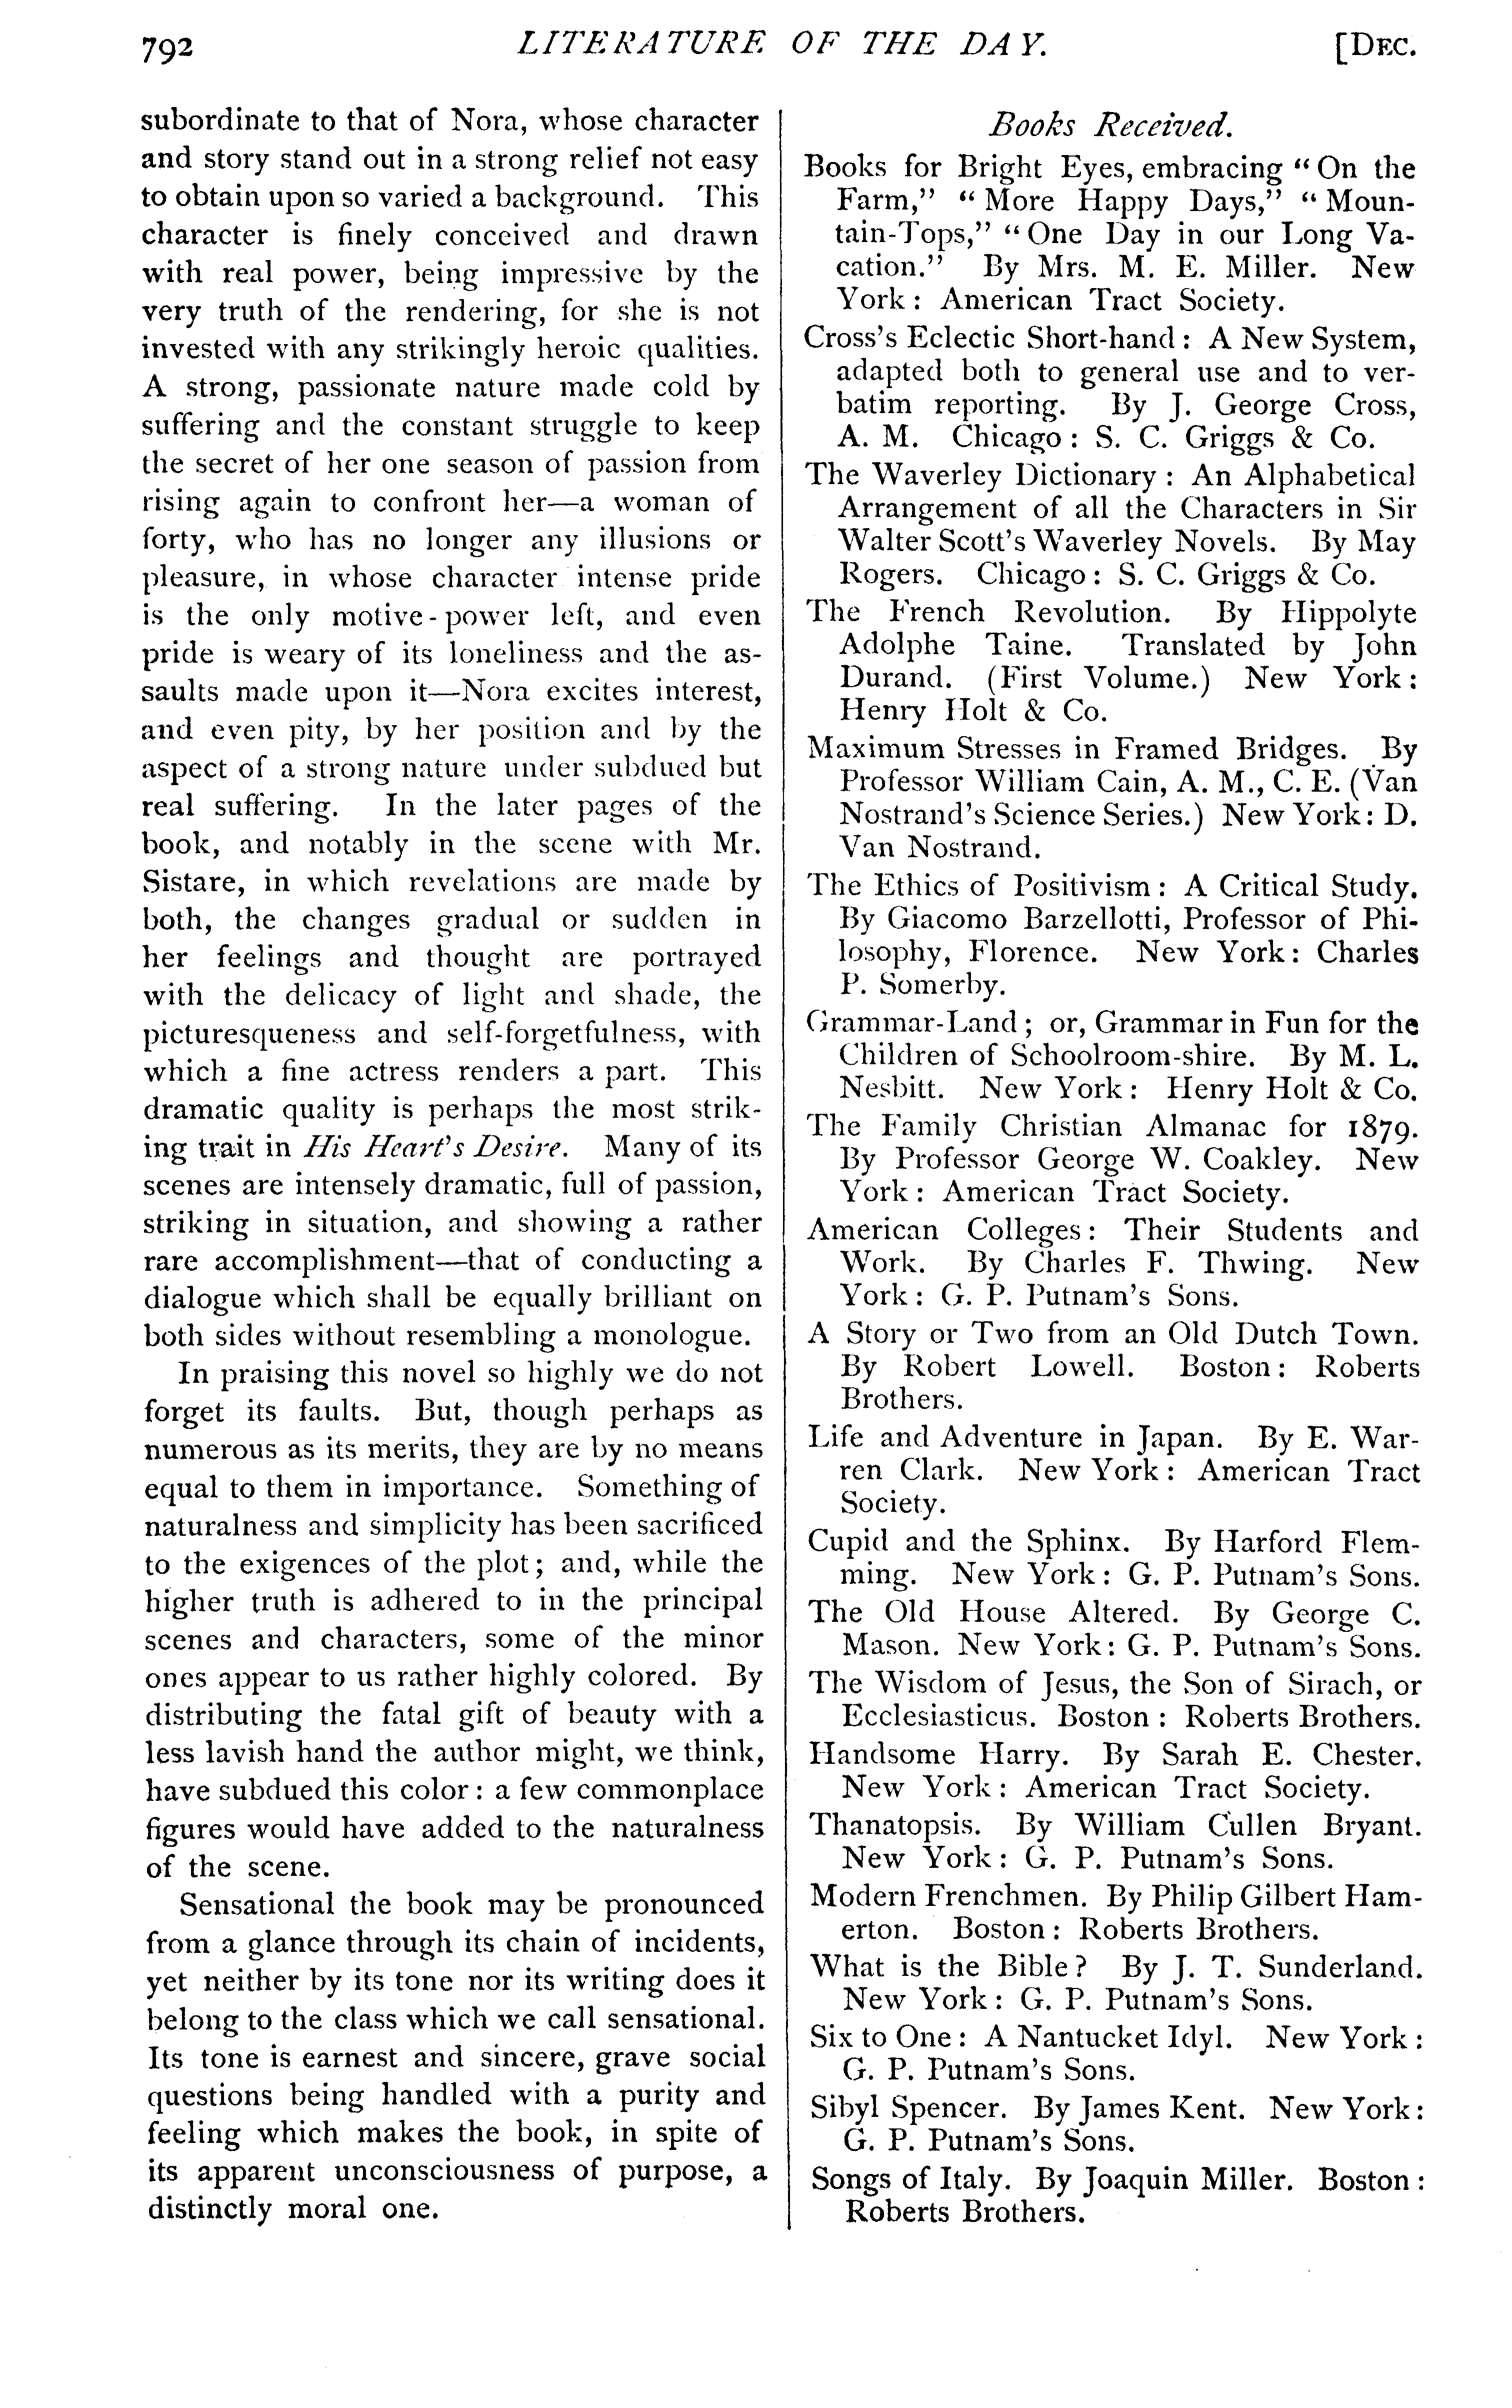 792 LITERATURE OF THE DAY. [DEC.
subordinate to that of Nora, whose character
and story stand out in a strong relief not easy
to obtain upon so varied a background. This
character is finely conceived and drawn
with real power, being impressive by the
very truth of the rendering, for she is not
invested with any strikingly heroic qualities.
A strong, passionate nature made cold by
suffering and the constant struggle to keep
the secret of her one season of passion from
rising again to confront her—a woman of
forty, who has no longer any illusions or
pleasure, in whose character intense pride
is the only motive-power left, and even
pride is weary of its loneliness and the as-
saults made upon it—Nora excites interest,
and even pity, by her position and by the
aspect of a strong nature under subdued but
real suffering. In the later pages of the
book, and notably in the scene with Mr.
Sistare, in which revelations are made by
both, the changes gradual or sudden in
her feelings and thought are portrayed
with the delicacy of light and shade, the
picturesqueness and self-forgetfulness, with
which a fine actress renders a part. This
dramatic quality is perhaps the most strik-
ing trait in His Heart's Desire. Many of its
scenes are intensely dramatic, full of passion,
striking in situation, and showing a rather
rare accomplishment—that of conducting a
dialogue which shall be equally brilliant on
both sides without resembling a monologue.
In praising this novel so highly we do not
forget its faults. But, though perhaps as
numerous as its merits, they are by no means
equal to them in importance. Something of
naturalness and simplicity has been sacrificed
to the exigences of the plot; and, while the
higher truth is adhered to in the principal
scenes and characters, some of the minor
ones appear to us rather highly colored. By
distributing the fatal gift of beauty with a
less lavish hand the author might, we think,
have subdued this color: a few commonplace
figures would have added to the naturalness
of the scene.
Sensational the book may be pronounced
from a glance through its chain of incidents,
yet neither by its tone nor its writing does it
belong to the class which we call sensational.
Its tone is earnest and sincere, grave social
questions being handled with a purity and
feeling which makes the book, in spite of
its apparent unconsciousness of purpose, a
distinctly moral one.
Books Received.
Books for Bright Eyes, embracing "On the
Farm," "More Happy Days," "Moun-
tain-Tops," "One Day in our Long Va-
cation." By Mrs. M. E. Miller. New
York: American Tract Society.
Cross's Eclectic Short-hand: A New System,
adapted both to general use and to ver-
batim reporting. By J. George Cross,
A. M. Chicago: S. C. Griggs & Co.
The Waverley Dictionary: An Alphabetical
Arrangement of all the Characters in Sir
Walter Scott's Waverley Novels. By May
Rogers. Chicago: S. C. Griggs & Co.
The French Revolution. By Hippolyte
Adolphe Taine. Translated by John
Durand. (First Volume.) New York:
Henry Holt & Co.
Maximum Stresses in Framed Bridges. By
Professor William Cain, A. M., C. E. (Van
Nostrand's Science Series.) New York: D.
Van Nostrand.
The Ethics of Positivism: A Critical Study.
By Giacomo Barzellotti, Professor of Phi-
losophy, Florence. New York: Charles
P. Somerby.
Grammar-Land; or, Grammar in Fun for the
Children of Schoolroom-shire. By M. L.
Nesbitt. New York: Henry Holt & Co.
The Family Christian Almanac for 1879.
By Professor George W. Coakley. New
York: American Tract Society.
American Colleges: Their Students and
Work. By Charles F. Thwing. New
York: G. P. Putnam's Sons.
A Story or Two from an Old Dutch Town.
By Robert Lowell. Boston: Roberts
Brothers.
Life and Adventure in Japan. By E. War-
ren Clark. New York: American Tract
Society.
Cupid and the Sphinx. By Harford Flem-
ming. New York: G. P. Putnam's Sons.
The Old House Altered. By George C.
Mason. New York: G. P. Putnam's Sons.
The Wisdom of Jesus, the Son of Sirach, or
Ecclesiasticus. Boston: Roberts Brothers.
Handsome Harry. By Sarah E. Chester.
New York: American Tract Society.
Thanatopsis. By William Cullen Bryant.
New York: G. P. Putnam's Sons.
Modern Frenchmen. By Philip Gilbert Ham-
erton. Boston: Roberts Brothers.
What is the Bible? By J. T. Sunderland.
New York: G. P. Putnam's Sons.
Six to One: A Nantucket Idyl. New York:
G. P. Putnam's Sons.
Sibyl Spencer. By James Kent. New York:
G. P. Putnam's Sons.
Songs of Italy. By Joaquin Miller. Boston:
Roberts Brothers.